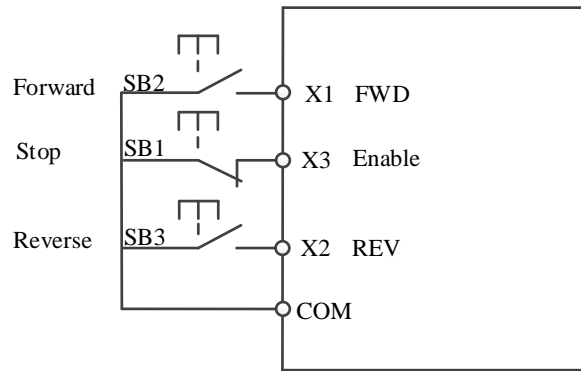 Forward SB2 X1 FWD
Stop SB1 X3 Enable
Reverse SB3 X2 REV
COM